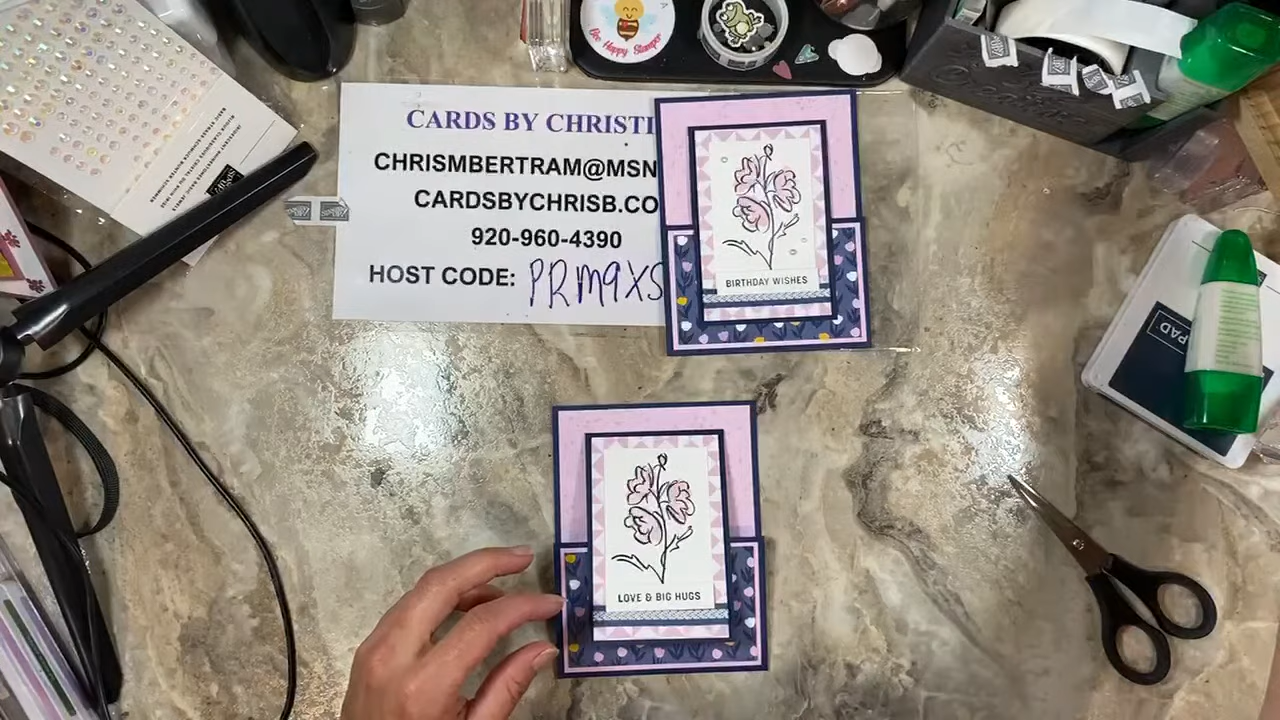 Bee Happy Stamper
CARDS BY CHRISTI
CHRISMBERTRAM@MSN
CARDSBYCHRISB.CO
920-960-4390
HOST CODE: PRM9XS
BIRTHDAY WISHES
PAD
LOVE & BIG HUGS